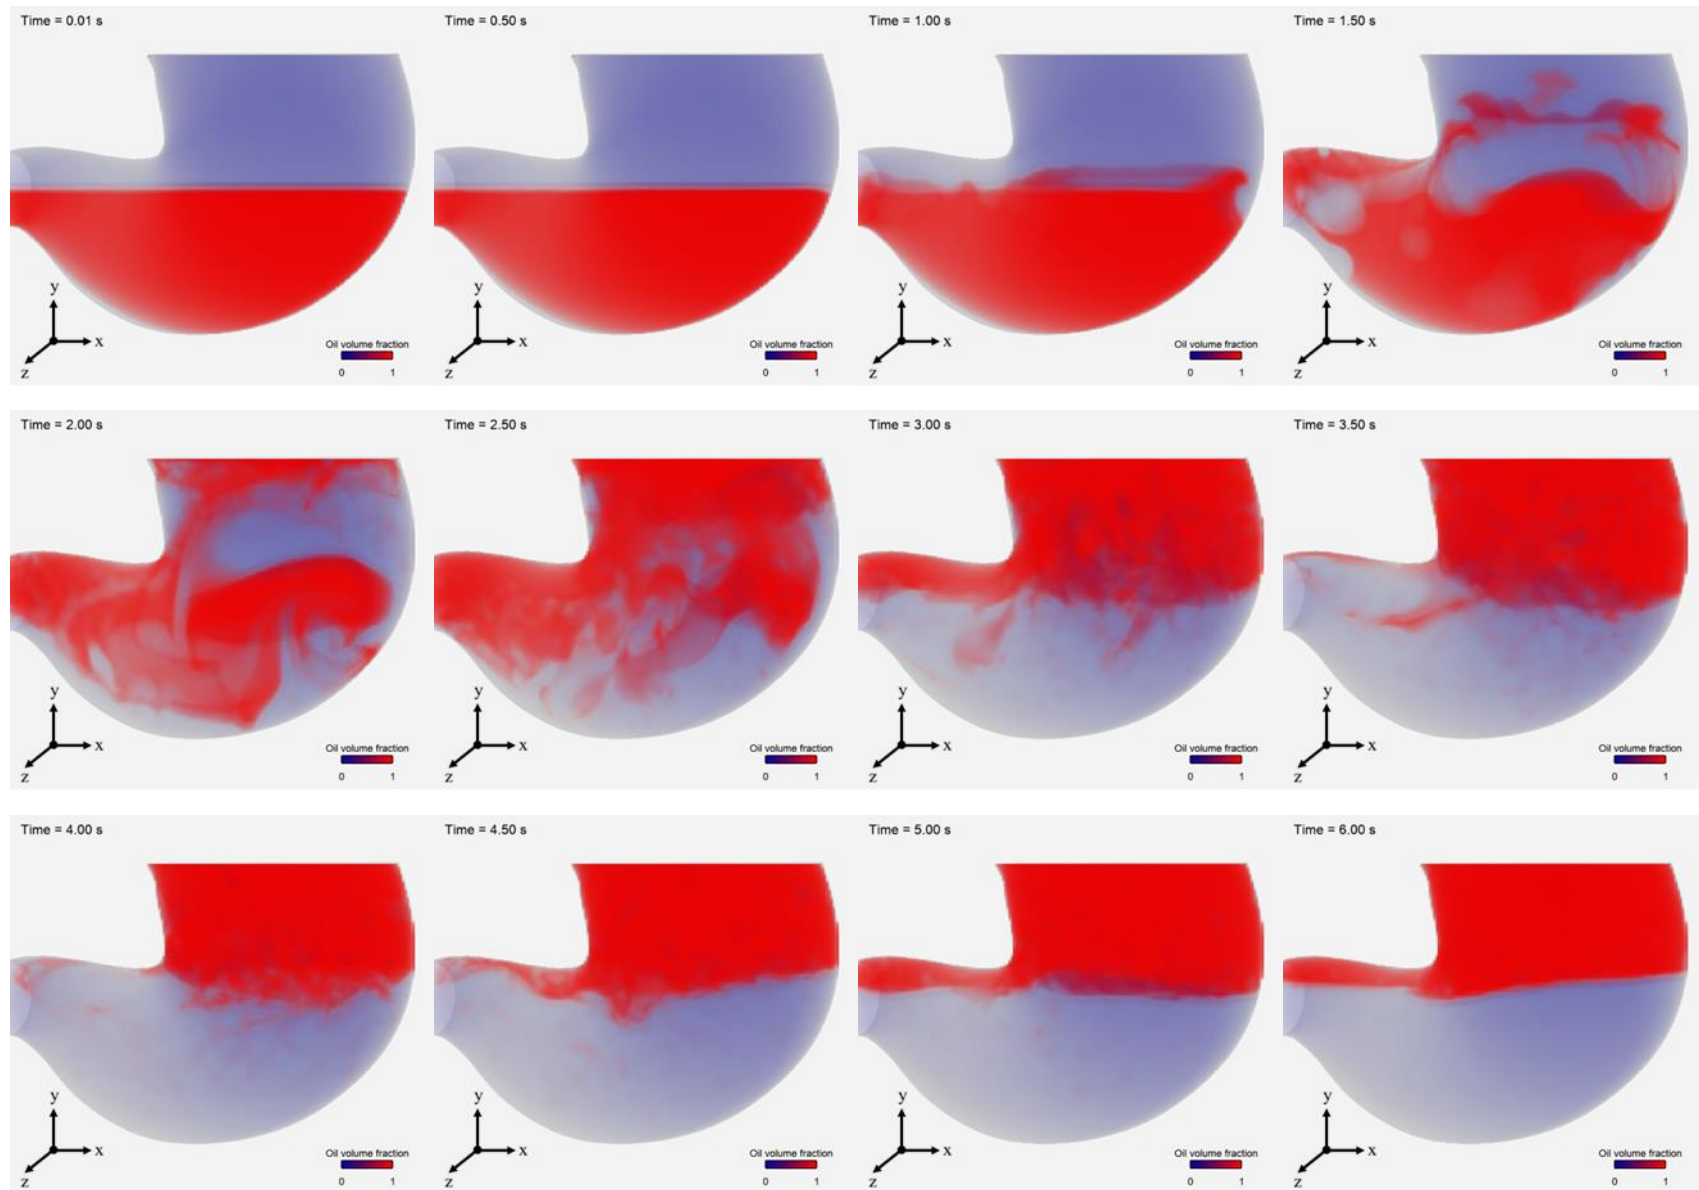 Time = 0.01 s
Time = 0.50 s
Time = 1.00 s
Time = 1.50 s
y
x
z
Oil volume fraction
0 1
y
x
z
Oil volume fraction
0 1
y
x
z
Oil volume fraction
0 1
y
x
z
Oil volume fraction
0 1
Time = 2.00 s
Time = 2.50 s
Time = 3.00 s
Time = 3.50 s
y
x
z
Oil volume fraction
0 1
y
x
z
Oil volume fraction
0 1
y
x
z
Oil volume fraction
0 1
y
x
z
Oil volume fraction
0 1
Time = 4.00 s
Time = 4.50 s
Time = 5.00 s
Time = 6.00 s
y
x
z
Oil volume fraction
0 1
y
x
z
Oil volume fraction
0 1
y
x
z
Oil volume fraction
0 1
y
x
z
Oil volume fraction
0 1